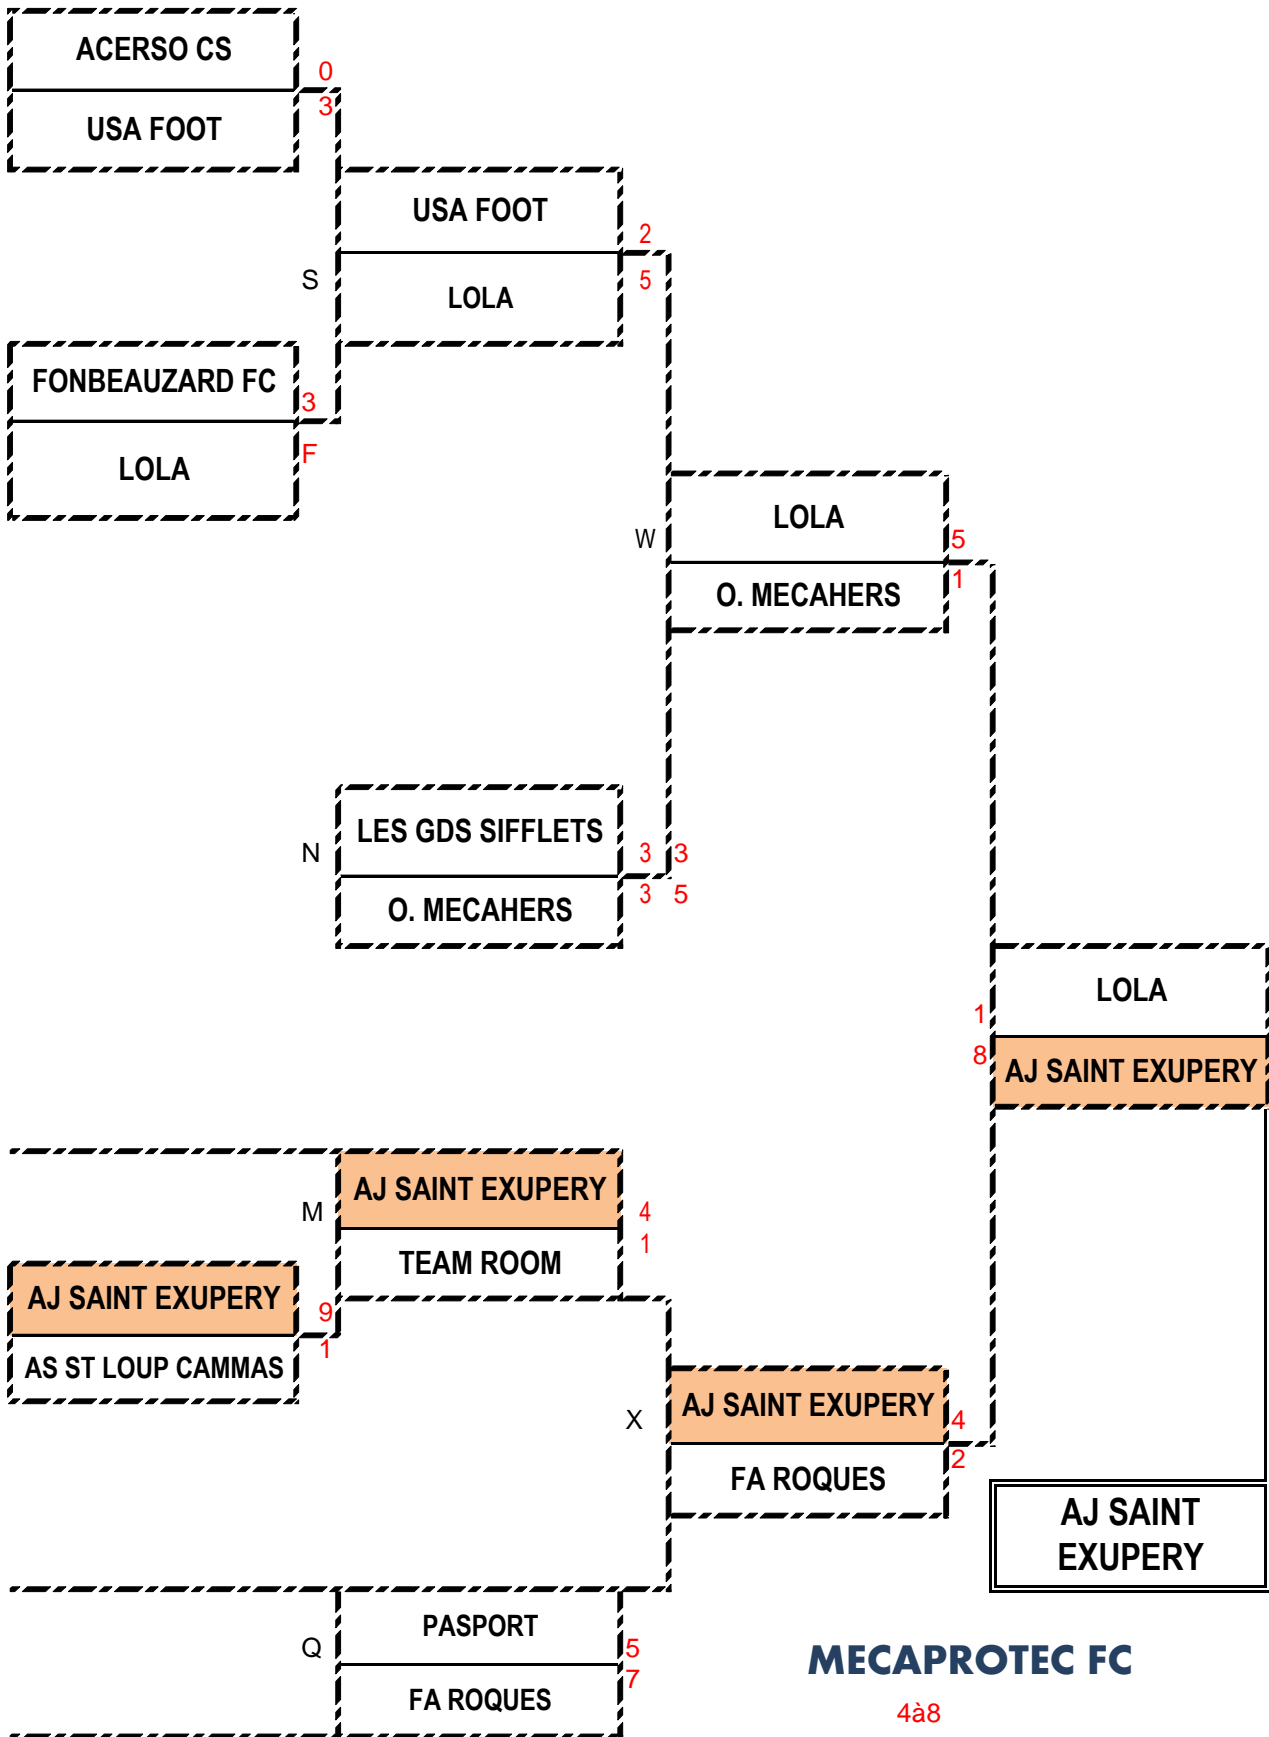 ACERSO CS
0
3
USA FOOT
USA FOOT
2
S
5
LOLA
FONBEAUZARD FC
3
F
LOLA
LOLA
W
5
1
O. MECAHERS
LES GDS SIFFLETS
N
3 3
3 5
O. MECAHERS
LOLA
1
8
AJ SAINT EXUPERY
AJ SAINT EXUPERY
M
4
1
TEAM ROOM
AJ SAINT EXUPERY
9
1
AS ST LOUP CAMMAS
AJ SAINT EXUPERY
X
4
2
FA ROQUES
AJ SAINT
EXUPERY
PASPORT
Q
5
7
FA ROQUES
MECAPROTEC FC
4à8